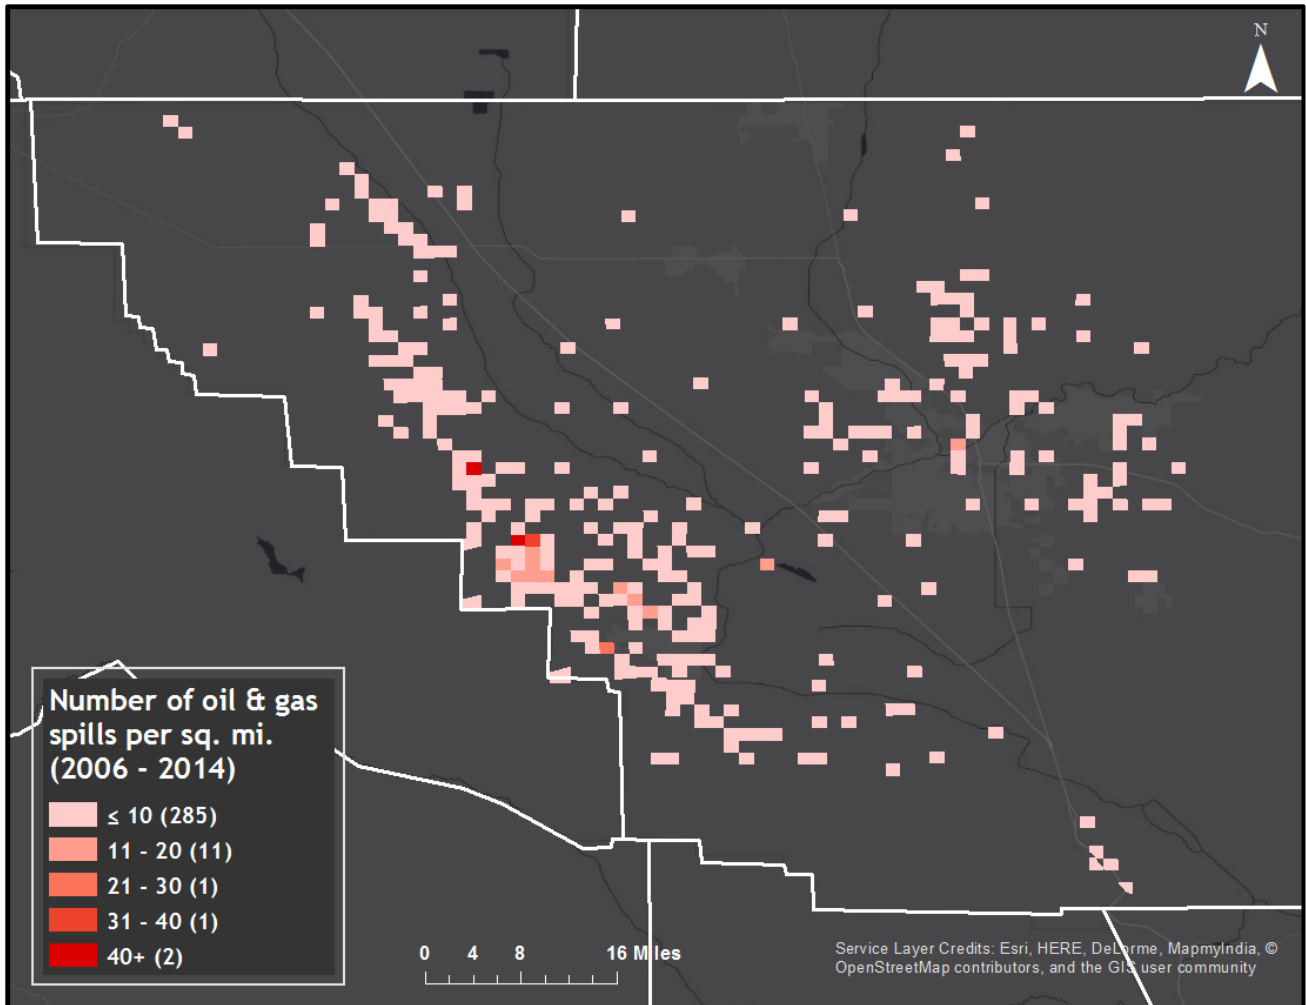 N
Number of oil & gas
spills per sq. mi.
(2006 - 2014)
≤ 10 (285)
11 - 20 (11)
21 - 30 (1)
31 - 40 (1)
40+ (2)
0 4 8 16 Miles
Service Layer Credits: Esri, HERE, DeLorme, MapmyIndia, ©
OpenStreetMap contributors, and the GIS user community